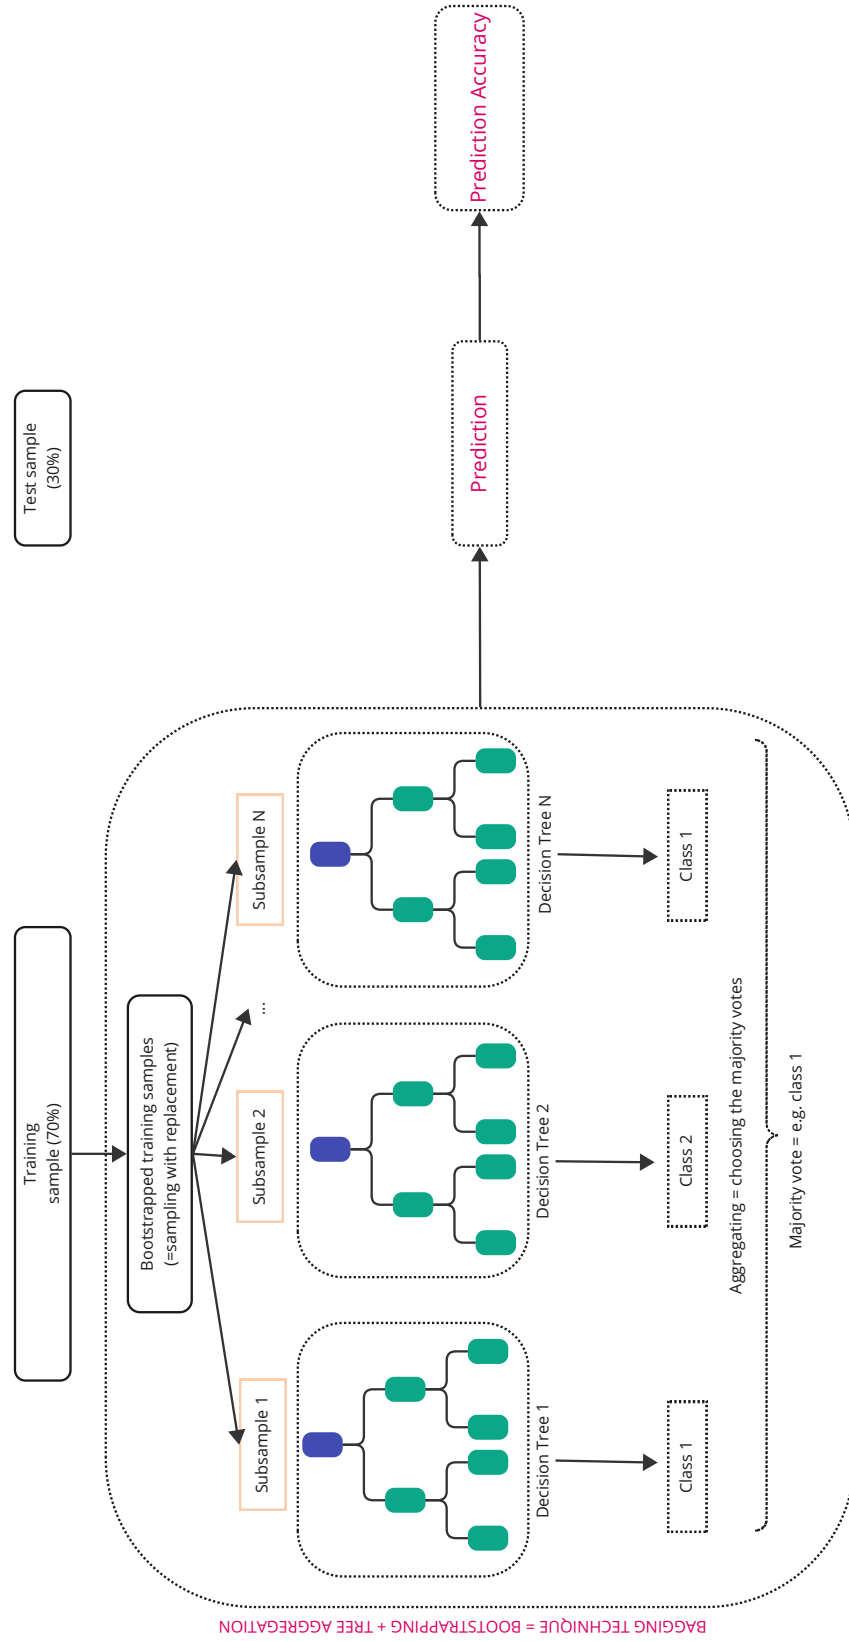 Training
sample (70%)
Test sample
(30%)
BAGGING TECHNIQUE = BOOTSTRAPPING + TREE AGGREGATION
Bootstrapped training samples
(=sampling with replacement)
Subsample 1
Subsample 2
...
Subsample N
Decision Tree 1
Decision Tree 2
Decision Tree N
Class 1
Class 2
Class 1
Aggregating = choosing the majority votes
Majority vote = e.g. class 1
Prediction
Prediction Accuracy